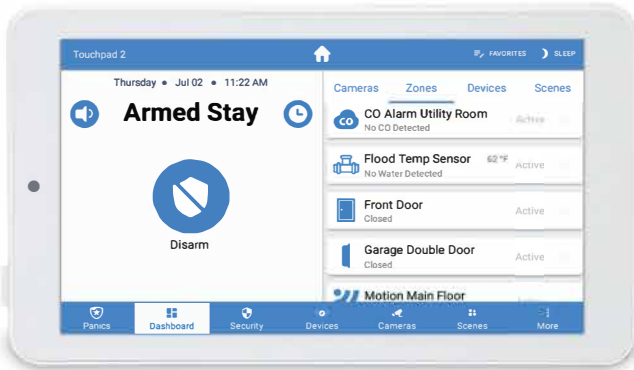 Touchpad 2
FAVORITES
SLEEP
Thursday • Jul 02 • 11:22 AM
Armed Stay
Disarm
Cameras Zones Devices Scenes
CO
CO Alarm Utility Room
No CO Detected
Active
Flood Temp Sensor 62 °F
No Water Detected
Active
Front Door
Closed
Active
Garage Double Door
Closed
Active
Motion Main Floor
Panics
Dashboard
Security
Devices
Cameras
Scenes
More